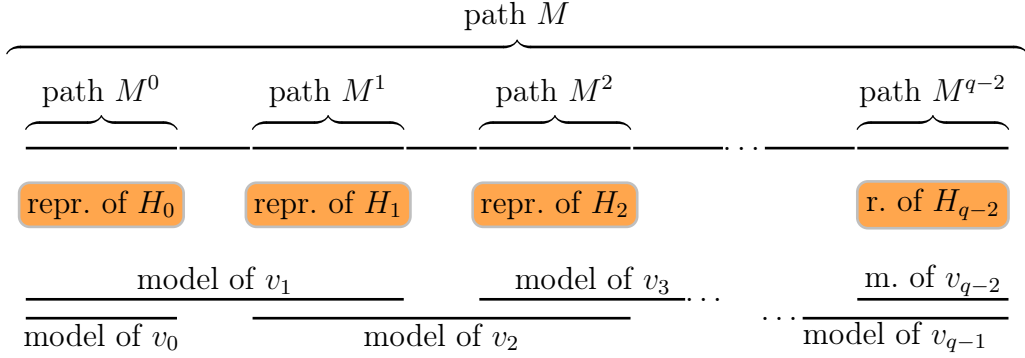 path M
path M^0 path M^1 path M^2 path M^{q−2}
...
repr. of H_0 repr. of H_1 repr. of H_2 r. of H_{q−2}
model of v_1 model of v_3 m. of v_{q−2}
... ...
model of v_0 model of v_2 model of v_{q−1}